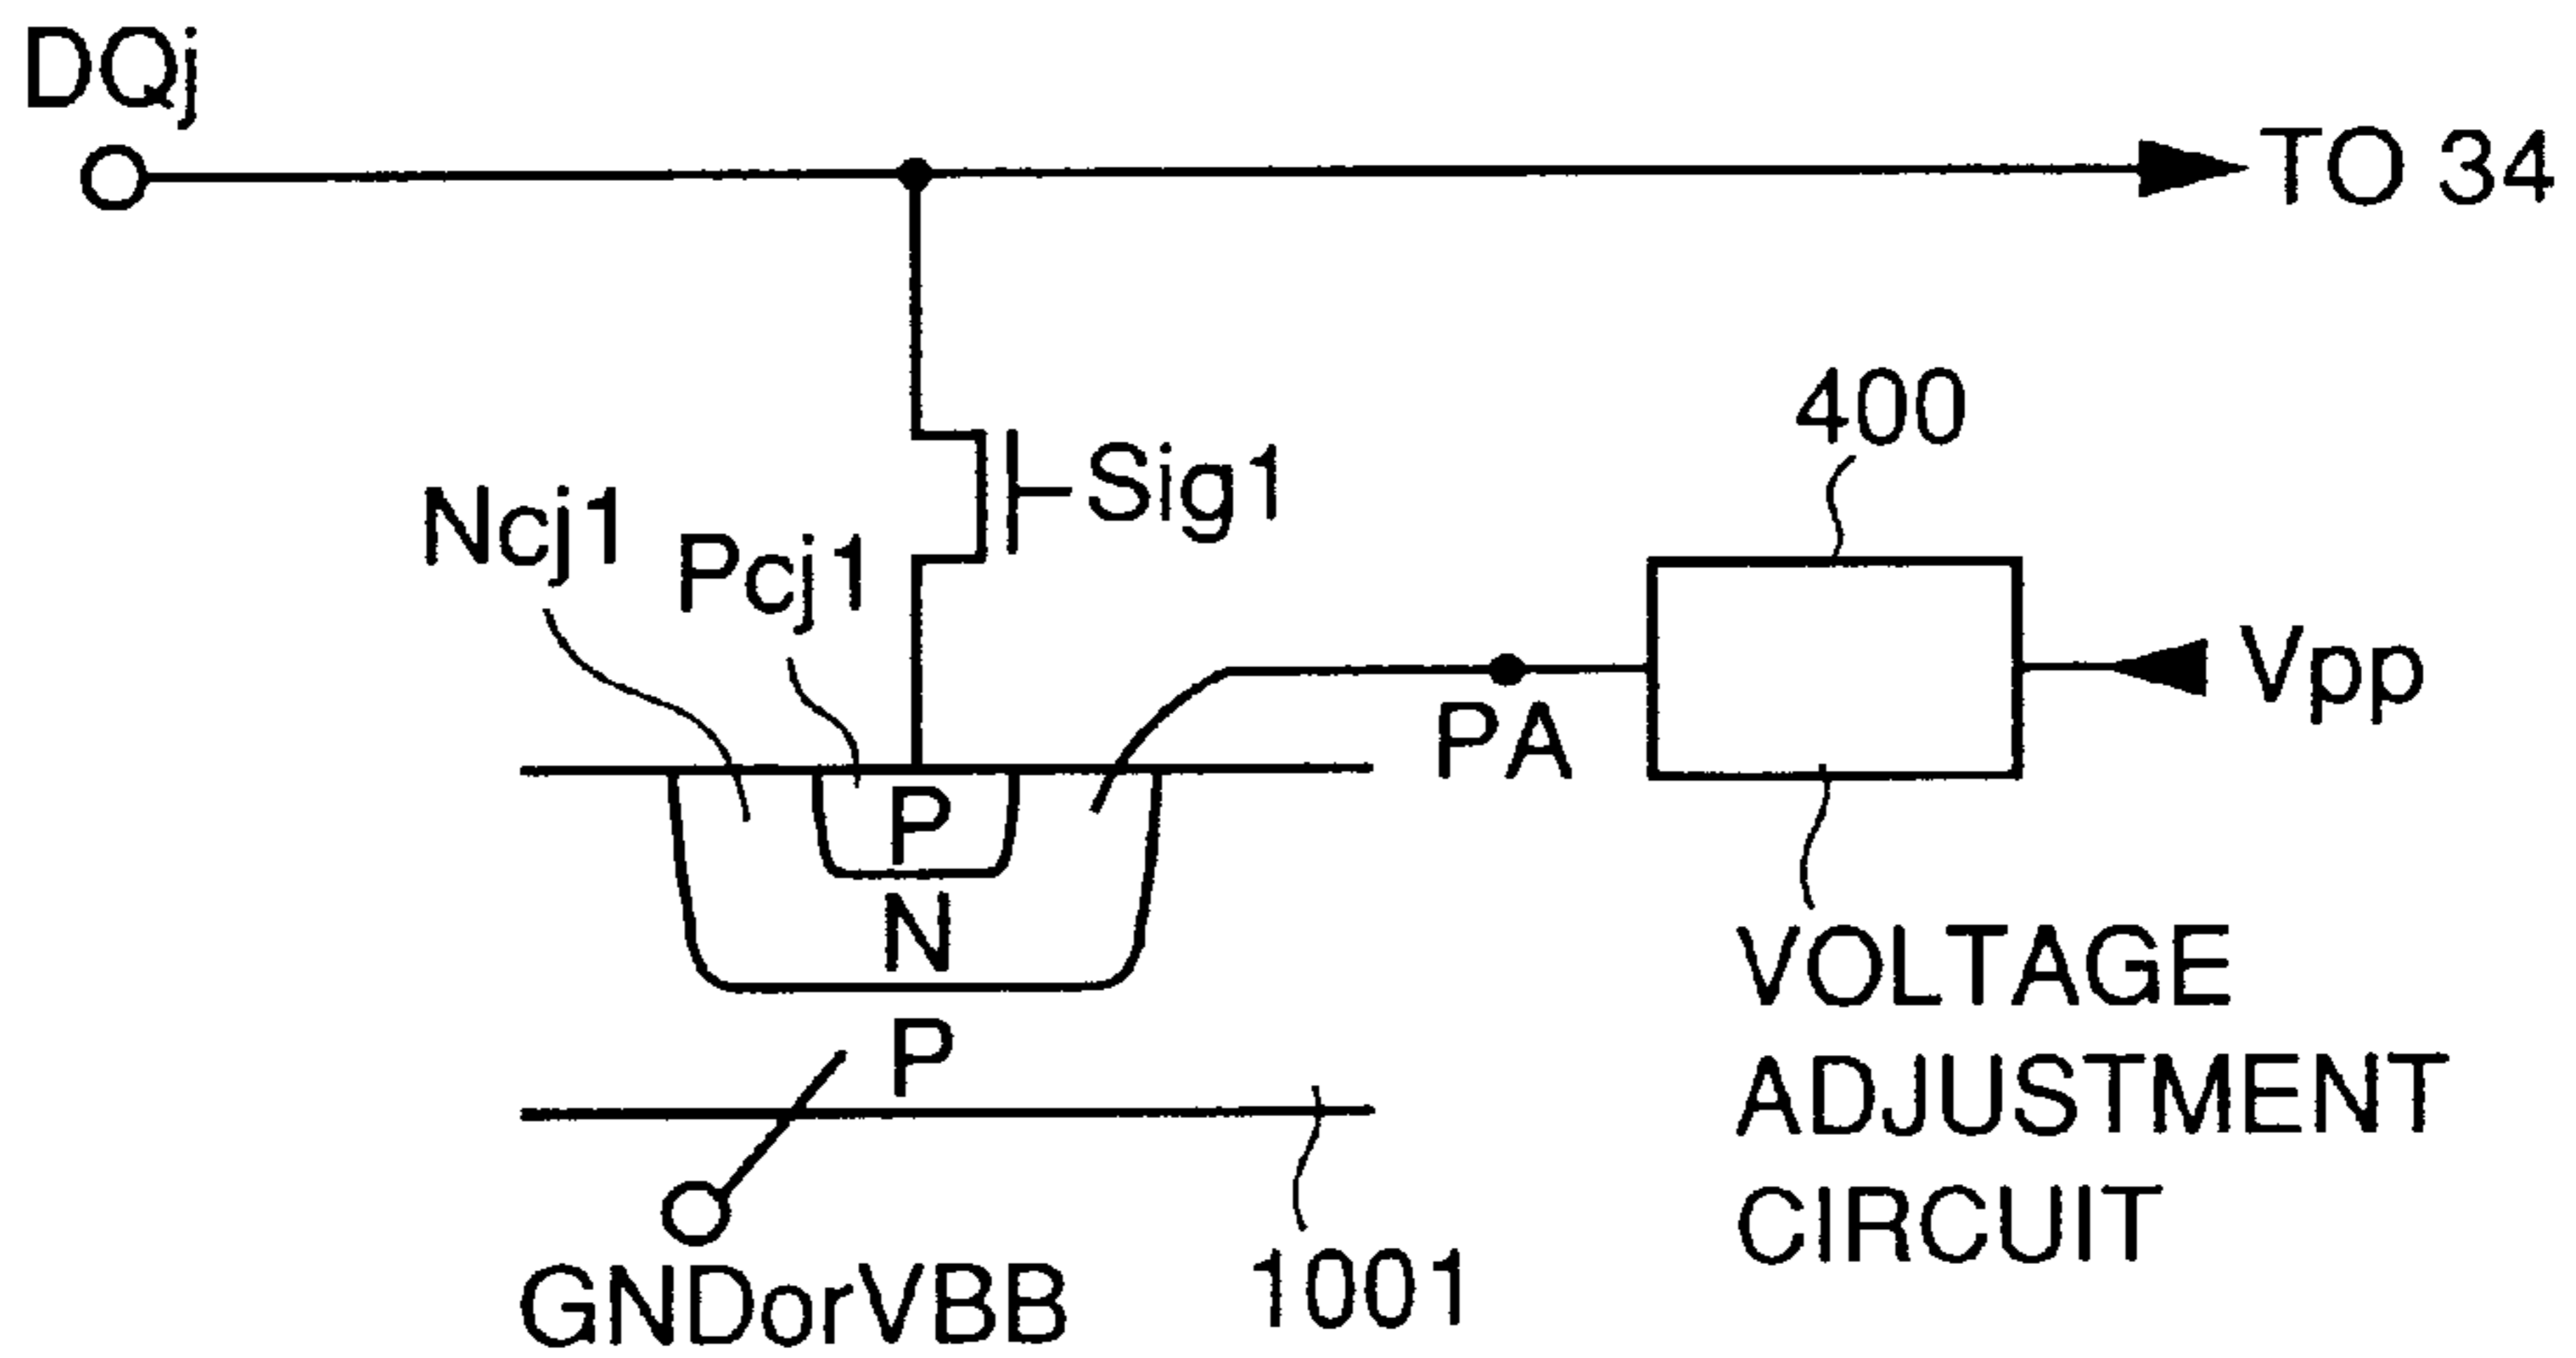 DQj
TO 34
400
Sig1
Ncj1
Pcj1
Vpp
PA
P
N
P
VOLTAGE
ADJUSTMENT
CIRCUIT
GNDorVBB
1001